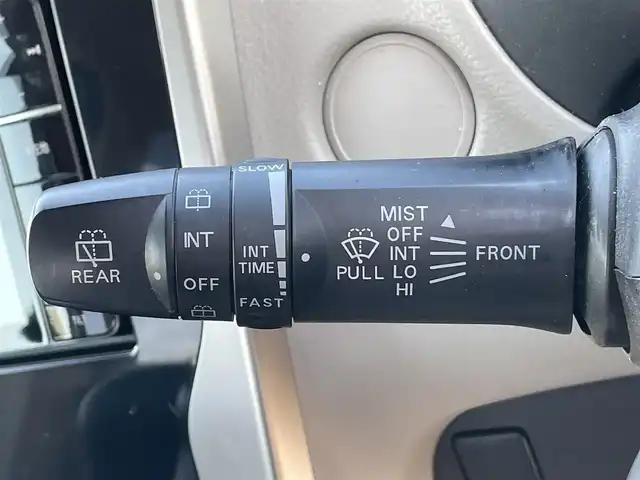 REAR
INT
OFF
SLOW
INT
TIME
FAST
PULL
MIST
OFF
INT
LO
HI
FRONT